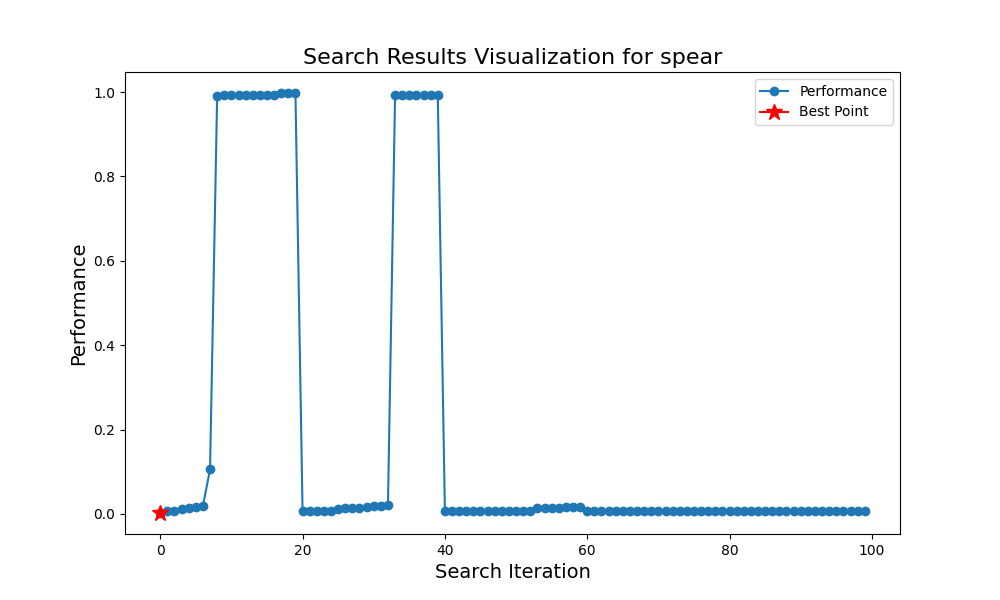 Search Results Visualization for spear
Performance
Best Point
1.0
0.8
0.6
0.4
0.2
0.0
Performance
0
20
40
60
80
100
Search Iteration